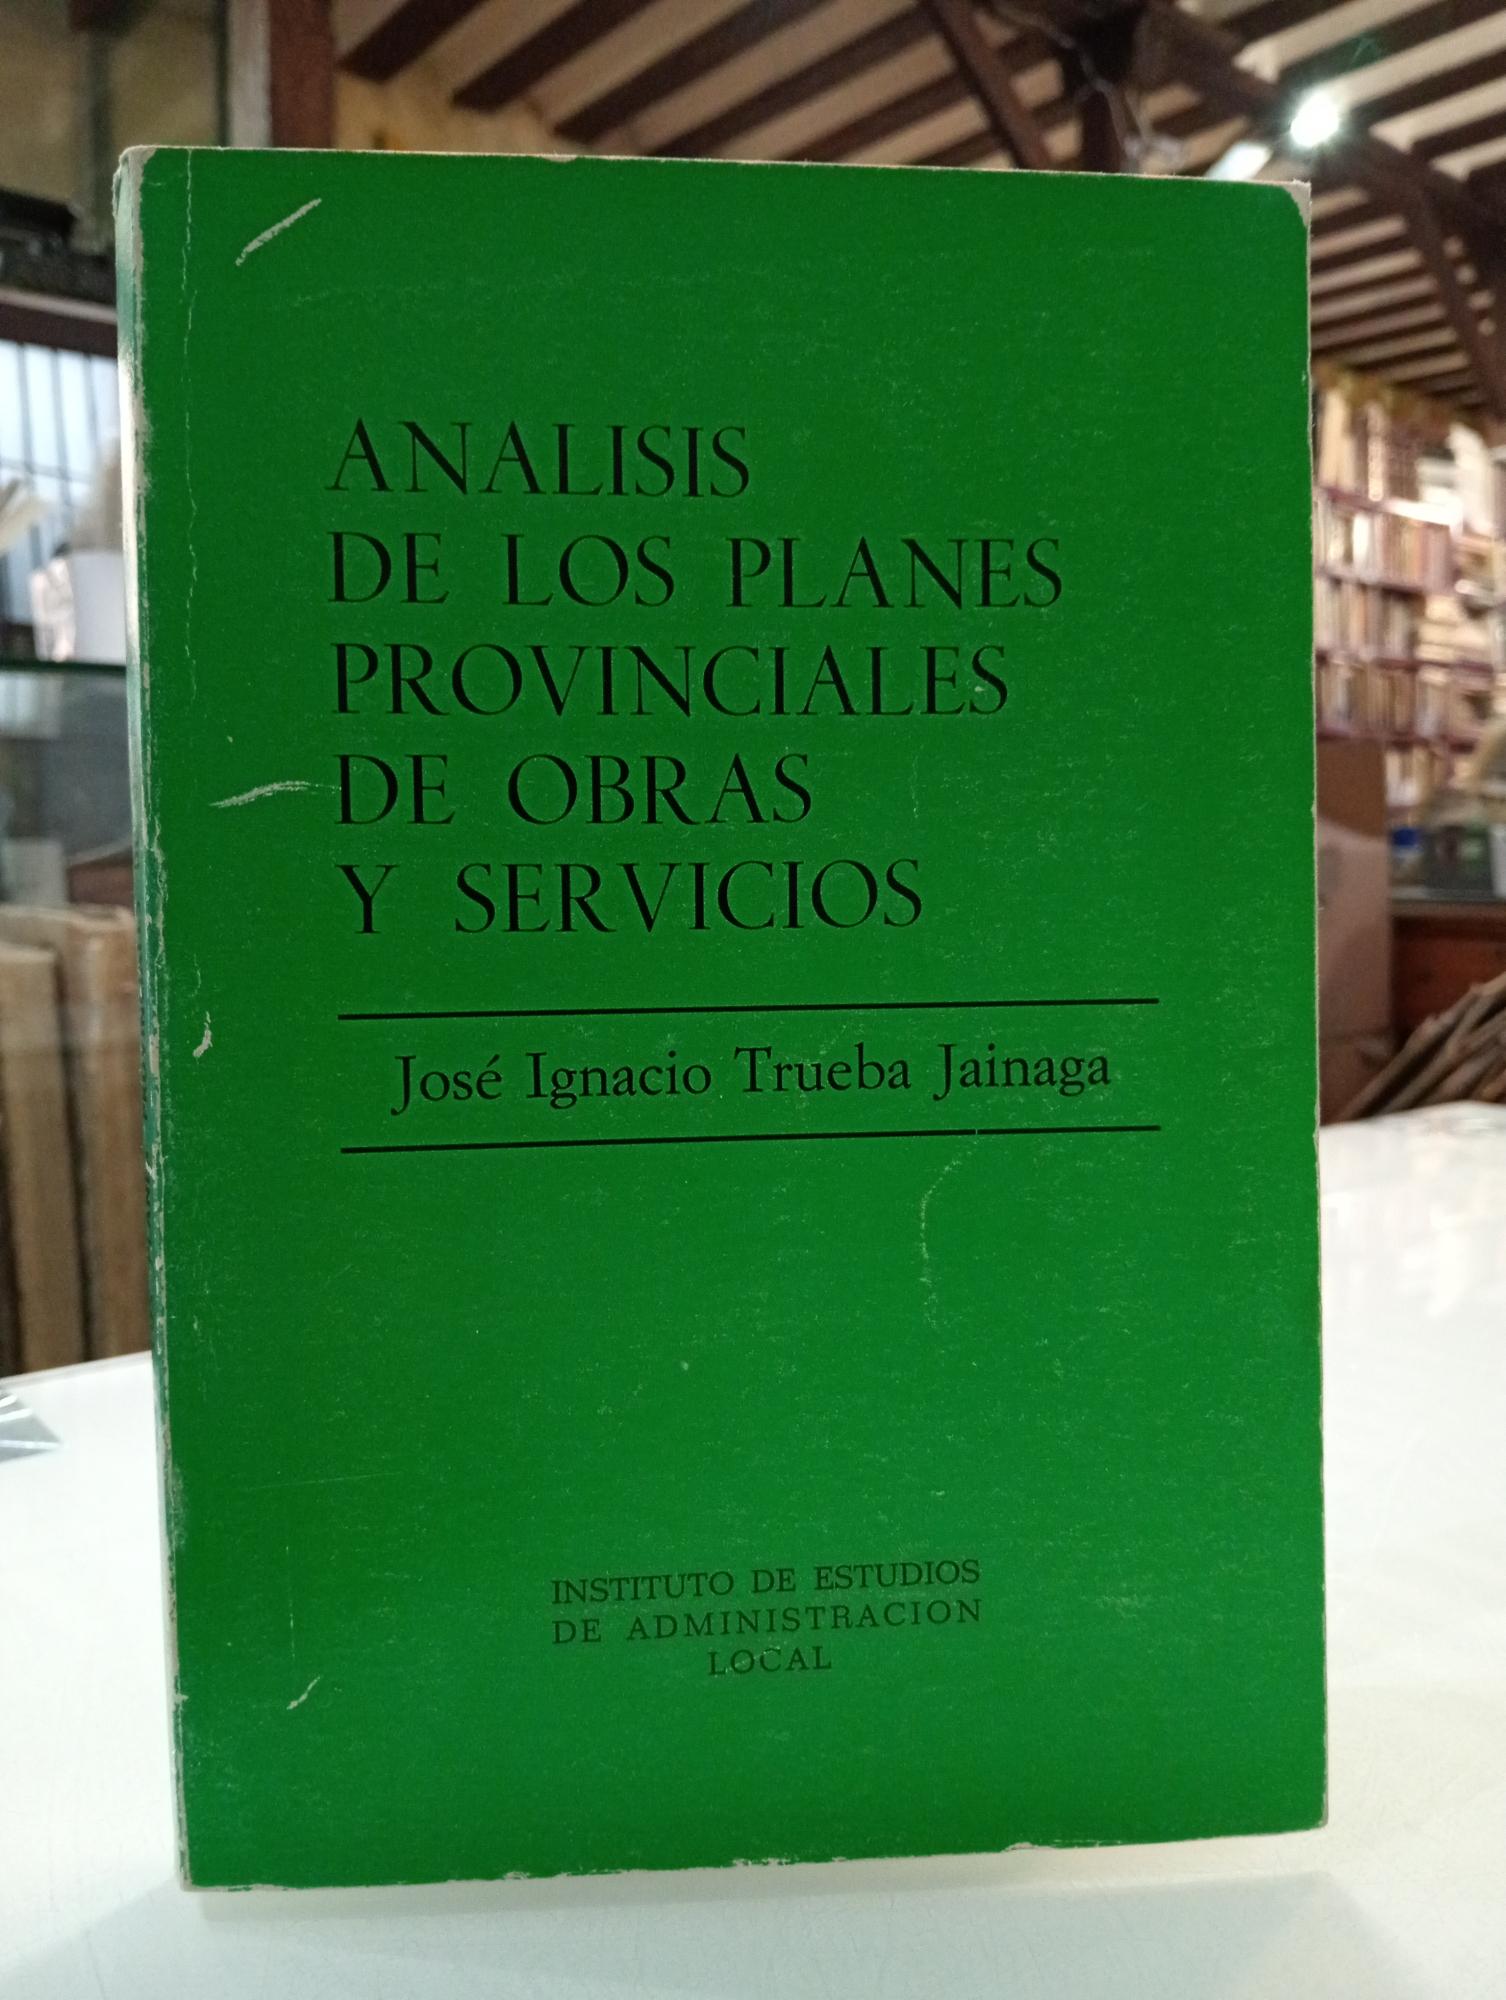 ANALISIS
DE LOS PLANES
PROVINCIALES
DE OBRAS
Y SERVICIOS
José Ignacio Trueba Jainaga
INSTITUTO DE ESTUDIOS
DE ADMINISTRACION
LOCAL